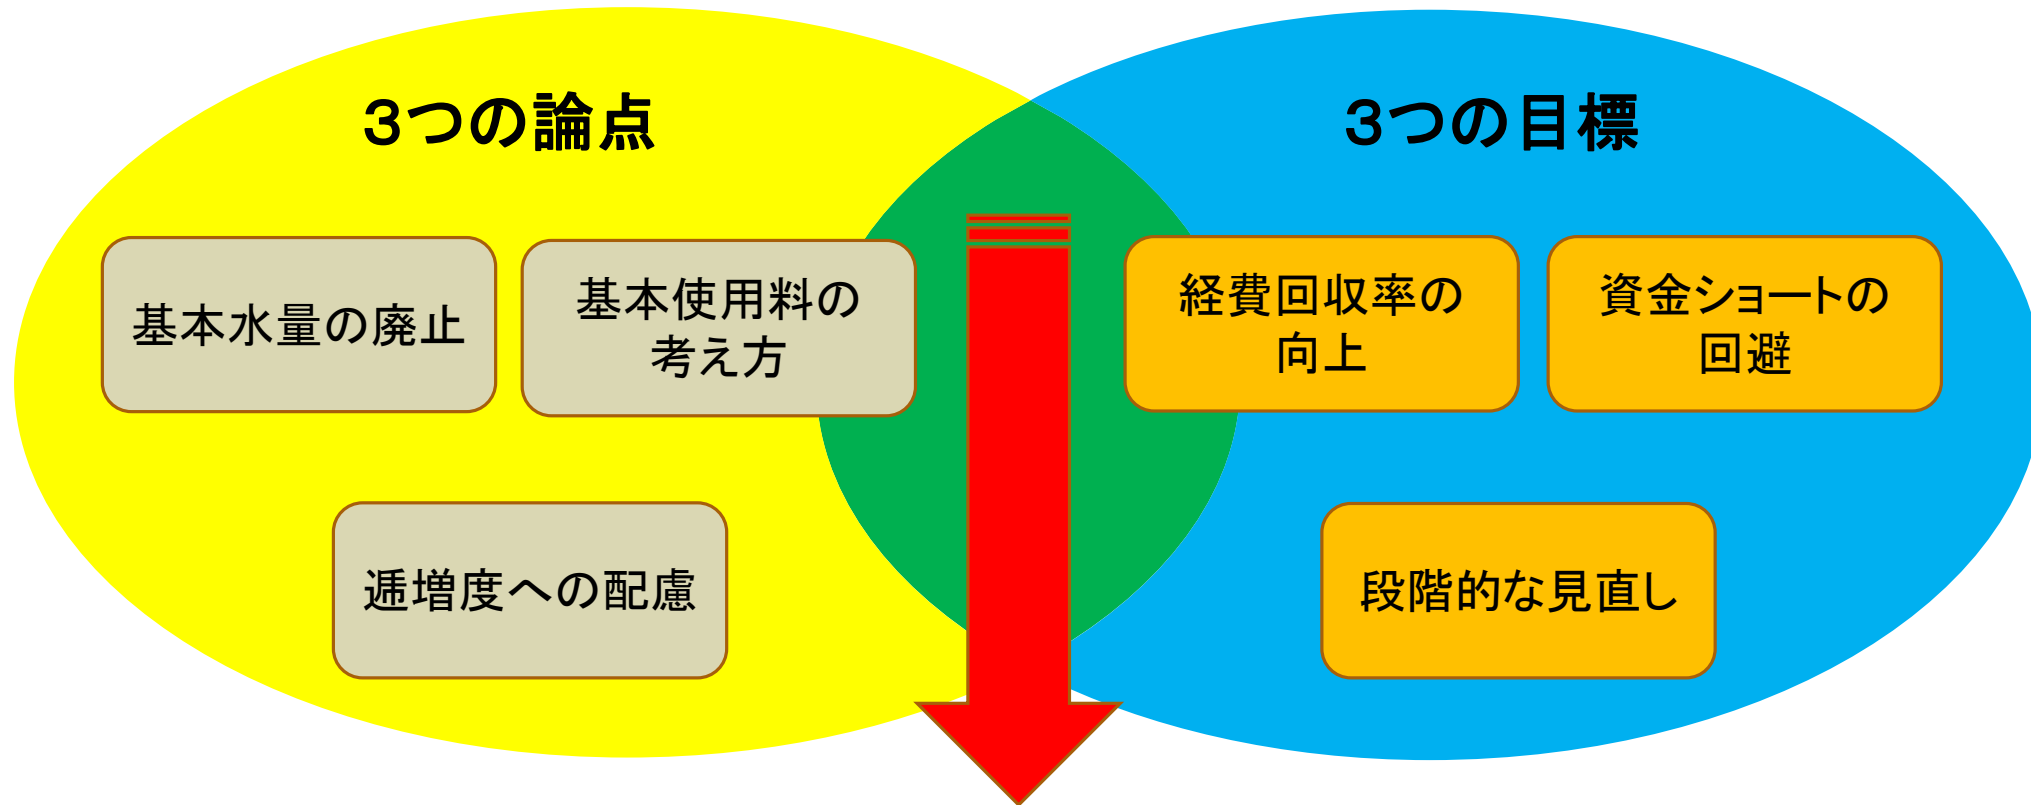 ３つの論点
３つの目標
基本水量の廃止
基本使用料の
考え方
経費回収率の
向上
資金ショートの
回避
逓増度への配慮
段階的な見直し